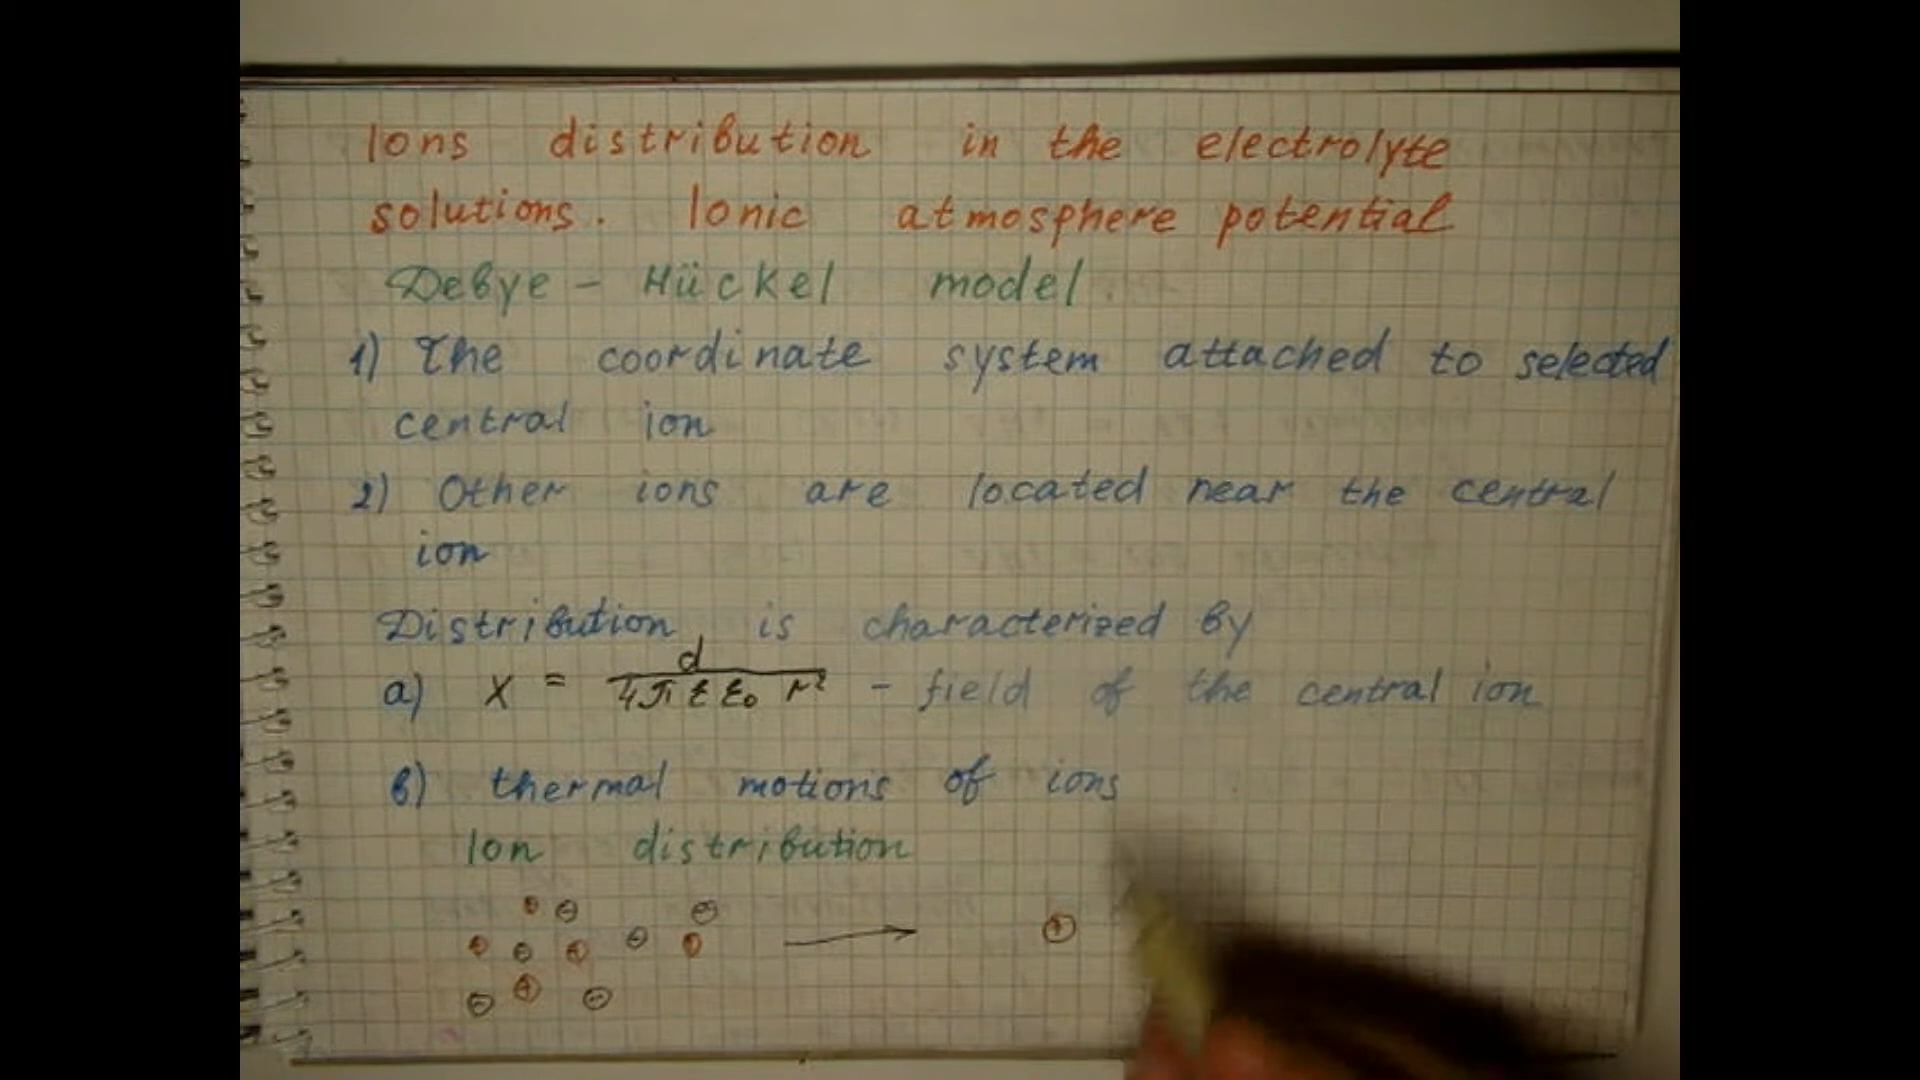 Ions distribution in the electrolyte
solutions. Ionic atmosphere potential
Debye - Hückel model
1) The coordinate system attached to selected
central ion
2) Other ions are located near the central
ion
Distribution is characterized by
a) X = d / 4πεε₀ r² - field of the central ion
b) thermal motions of ions
Ion distribution